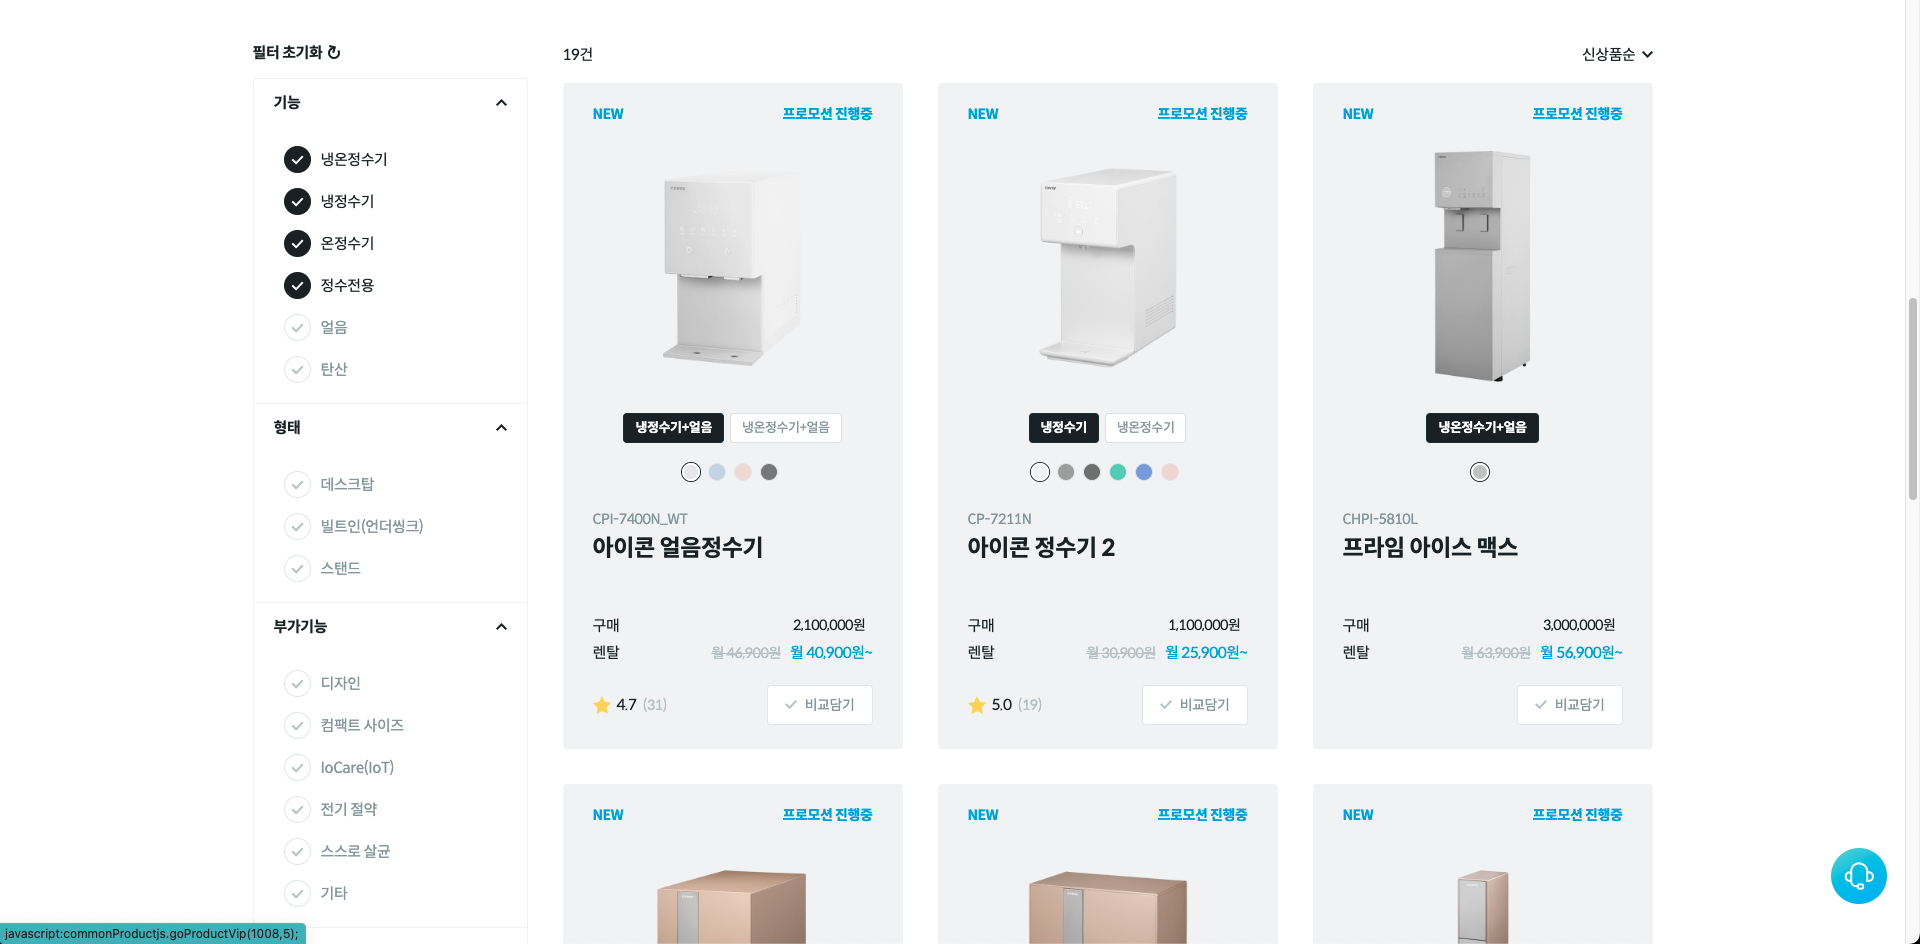 필터 초기화
19건
신상품순
기능
냉온정수기
냉정수기
온정수기
정수전용
얼음
탄산
형태
데스크탑
빌트인(언더씽크)
스탠드
부가기능
디자인
컴팩트 사이즈
IoCare(IoT)
전기 절약
스스로 살균
기타
NEW 프로모션 진행중
냉정수기+얼음 냉온정수기+얼음
CPI-7400N_WT
아이콘 얼음정수기
구매 2,100,000원
렌탈 월 46,900원 월 40,900원~
4.7 (31) 비교담기
NEW 프로모션 진행중
냉정수기 냉온정수기
CP-7211N
아이콘 정수기 2
구매 1,100,000원
렌탈 월 30,900원 월 25,900원~
5.0 (19) 비교담기
NEW 프로모션 진행중
냉온정수기+얼음
CHPI-5810L
프라임 아이스 맥스
구매 3,000,000원
렌탈 월 63,900원 월 56,900원~
비교담기
NEW 프로모션 진행중
NEW 프로모션 진행중
NEW 프로모션 진행중
javascript:commonProductjs.goProductVip(1008,5);